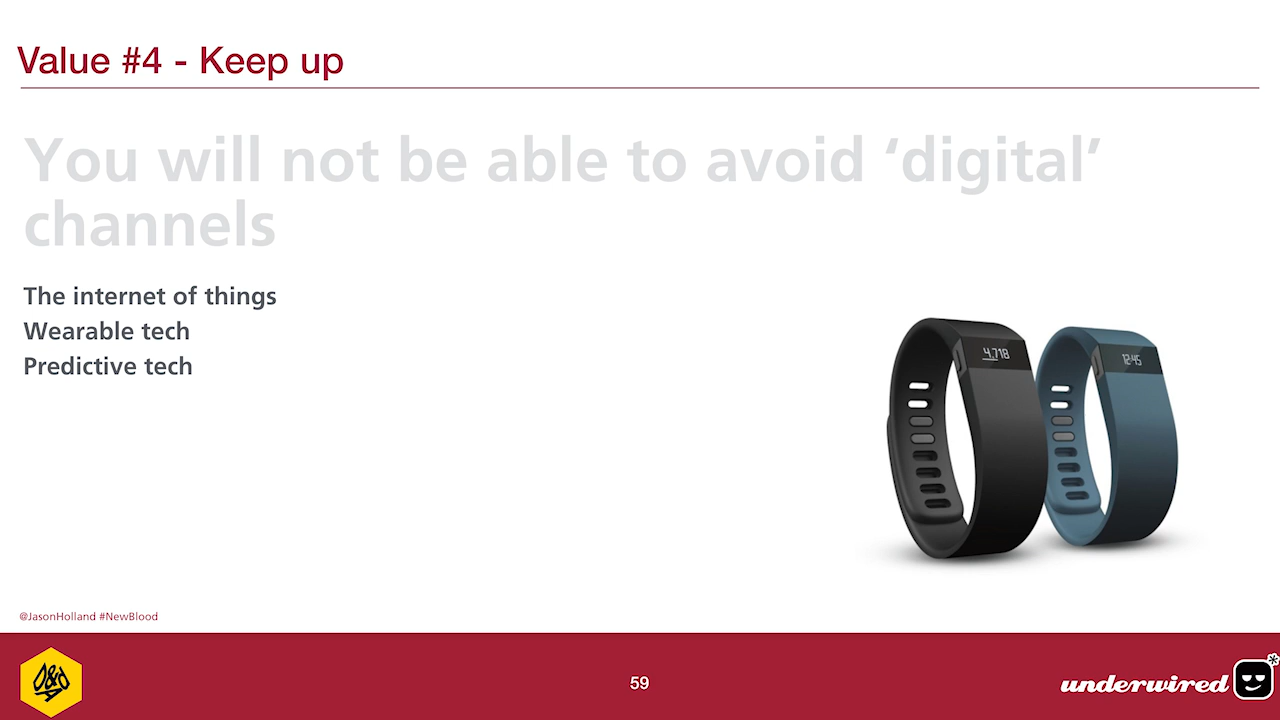 Value #4 - Keep up
You will not be able to avoid ‘digital’
channels
The internet of things
Wearable tech
Predictive tech
4,718
12:45
@JasonHolland #NewBlood
D&AD
59
underwired